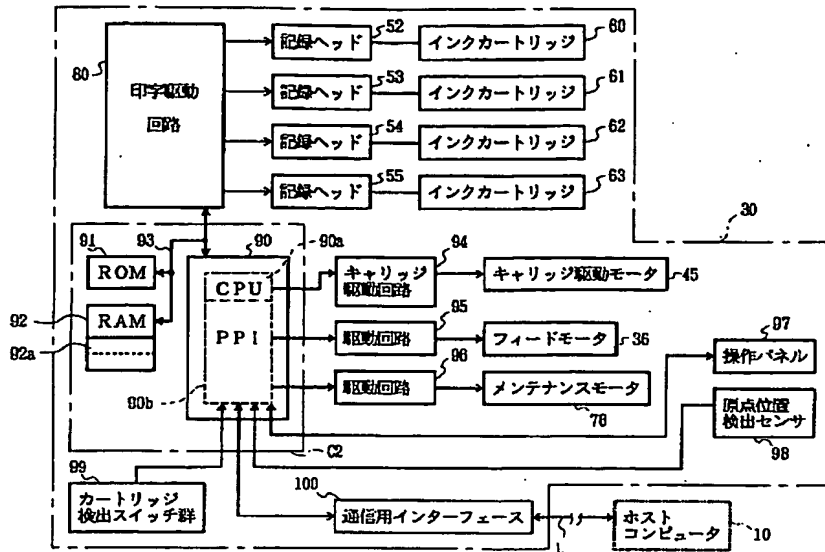 80
印字駆動
回路
52
記録ヘッド
60
インクカートリッジ
53
記録ヘッド
61
インクカートリッジ
54
記録ヘッド
62
インクカートリッジ
55
記録ヘッド
63
インクカートリッジ
30
91
93
90
90a
94
ROM
CPU
キャリッジ
駆動回路
キャリッジ駆動モータ
45
92
RAM
92a
PPI
95
駆動回路
フィードモータ
36
97
操作パネル
96
駆動回路
メンテナンスモータ
76
90b
原点位置
検出センサ
98
C2
99
カートリッジ
検出スイッチ群
100
通信用インターフェース
ホスト
コンピュータ
10